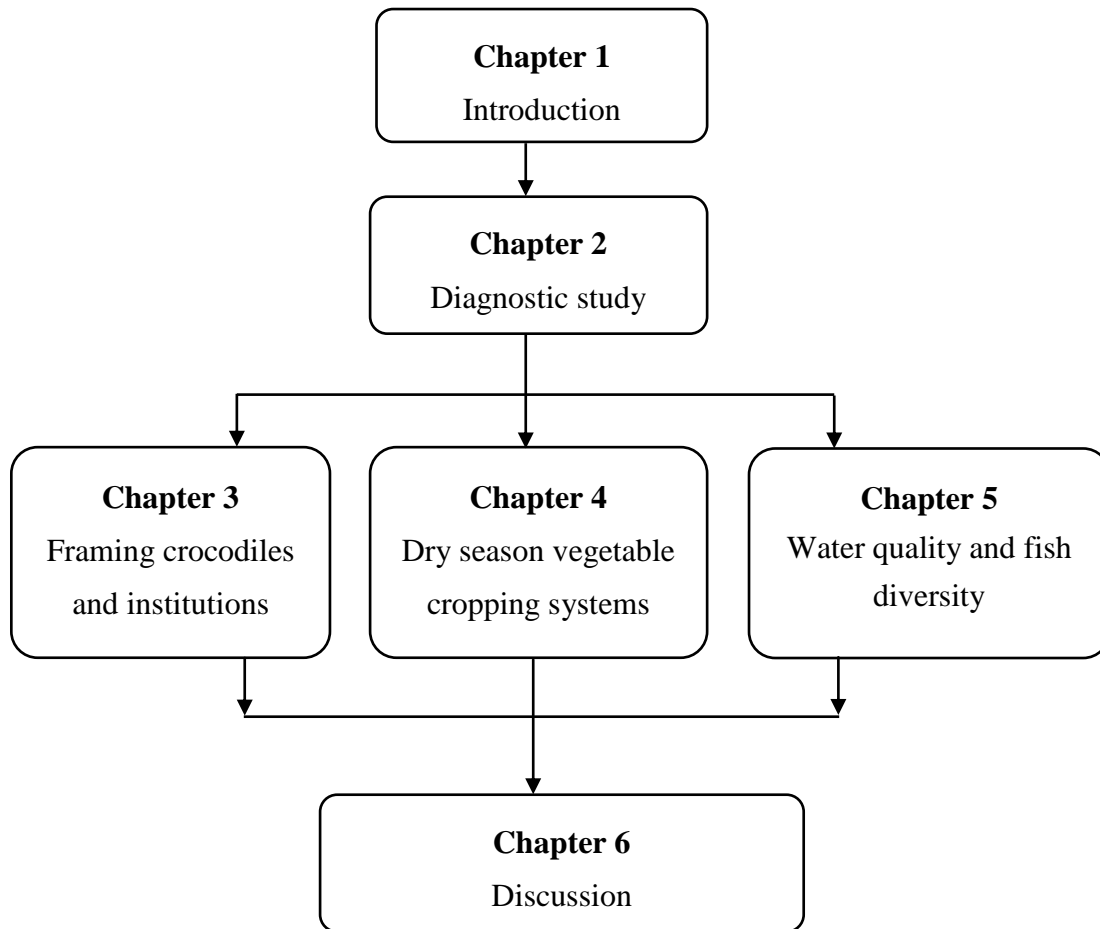 Chapter 1
Introduction
Chapter 2
Diagnostic study
Chapter 3
Framing crocodiles
and institutions
Chapter 4
Dry season vegetable
cropping systems
Chapter 5
Water quality and fish
diversity
Chapter 6
Discussion